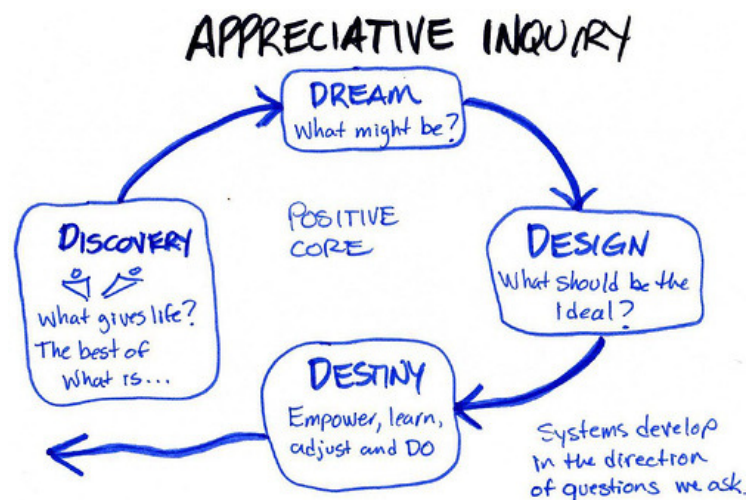 APPRECIATIVE INQUIRY
DREAM
What might be?
POSITIVE
CORE
DISCOVERY
What gives life?
The best of
what is...
DESIGN
What should be the
ideal?
DESTINY
Empower, learn,
adjust and DO
Systems develop
in the direction
of questions we ask.